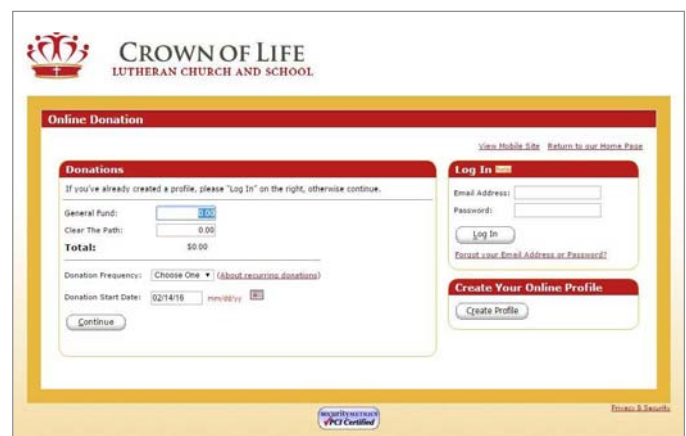 CROWN OF LIFE
LUTHERAN CHURCH AND SCHOOL
Online Donation
View Mobile Site Return to our Home Page
Donations
If you've already created a profile, please "Log In" on the right, otherwise continue.
General Fund: 0.00
Clear The Path: 0.00
Total: $0.00
Donation Frequency: Choose One (About recurring donations)
Donation Start Date: 02/14/16 mm/dd/yy
Continue
Log In
Email Address:
Password:
Log In
Forgot your Email Address or Password?
Create Your Online Profile
Create Profile
SECURITYMETRICS
PCI Certified
Privacy & Security